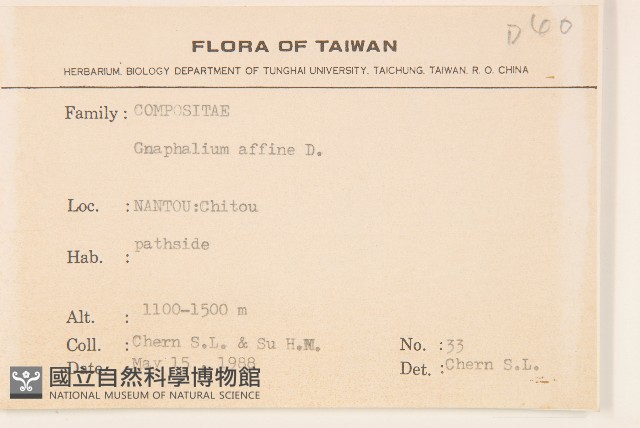 D60
FLORA OF TAIWAN
HERBARIUM, BIOLOGY DEPARTMENT OF TUNGHAI UNIVERSITY, TAICHUNG, TAIWAN, R. O. CHINA
Family : COMPOSITAE
Gnaphalium affine D.
Loc. : NANTOU:Chitou
Hab. : pathside
Alt. : 1100-1500 m
Coll. : Chern S.L. & Su H.M. No. : 33
Date May 15, 1988 Det. : Chern S.L.
國立自然科學博物館
NATIONAL MUSEUM OF NATURAL SCIENCE